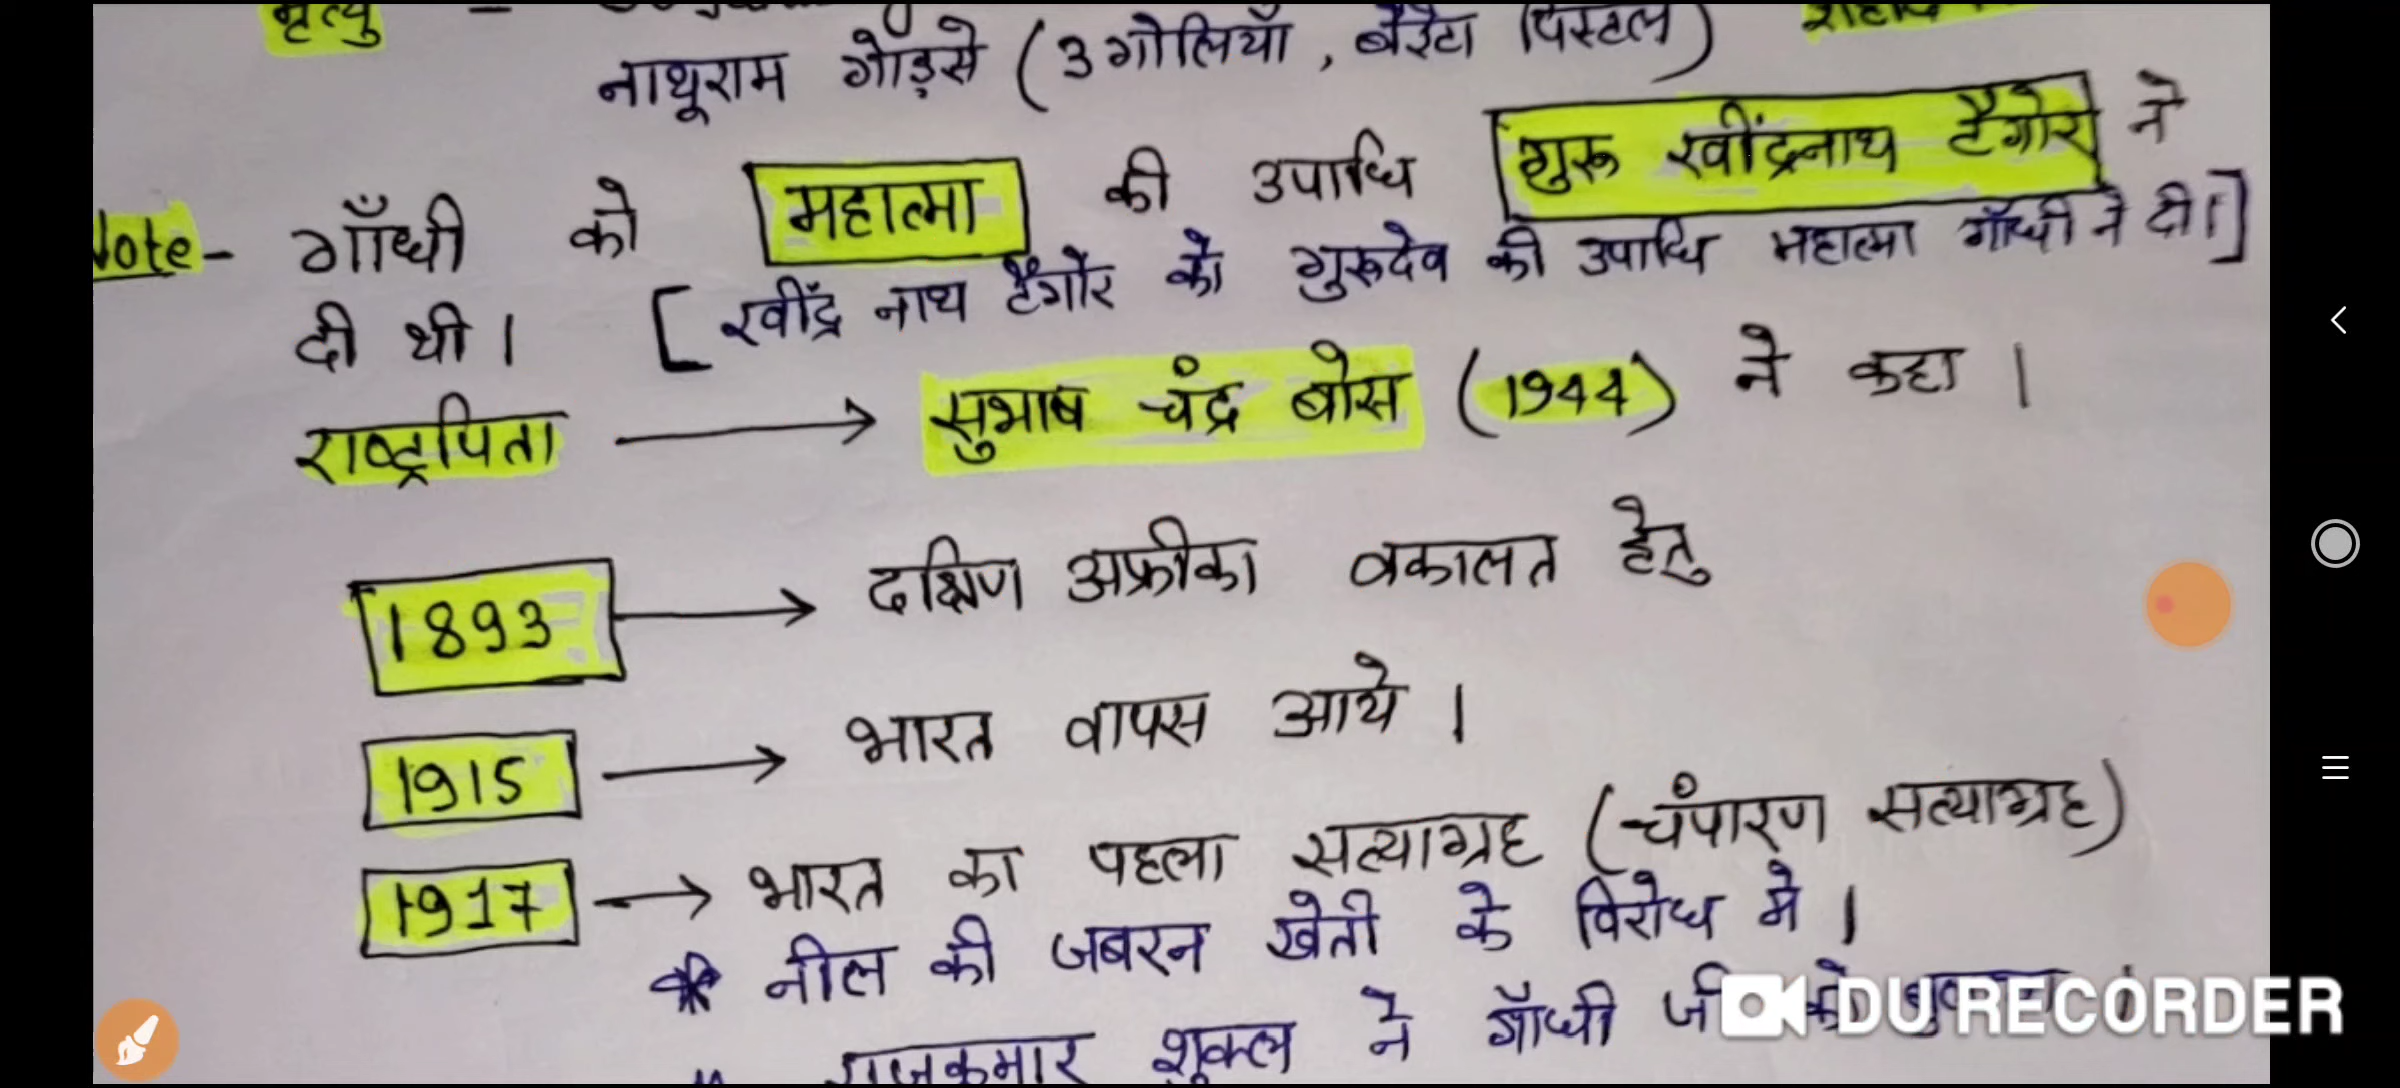 मृत्यु -
नाथूराम गोड़से (3 गोलियाँ, बेरेटा पिस्टल)
Note - गाँधी को महात्मा की उपाधि गुरू रवींद्रनाथ टैगोर ने
दी थी। [रवींद्र नाथ टैगोर को गुरूदेव की उपाधि महात्मा गाँधी ने दी।]
राष्ट्रपिता → सुभाष चंद्र बोस (1944) ने कहा।
1893 → दक्षिण अफ्रीका वकालत हेतु
1915 → भारत वापस आये।
1917 → भारत का पहला सत्याग्रह (चंपारण सत्याग्रह)
* नील की जबरन खेती के विरोध मे।
राजकुमार शुक्ल ने गाँधी जी को
DU RECORDER